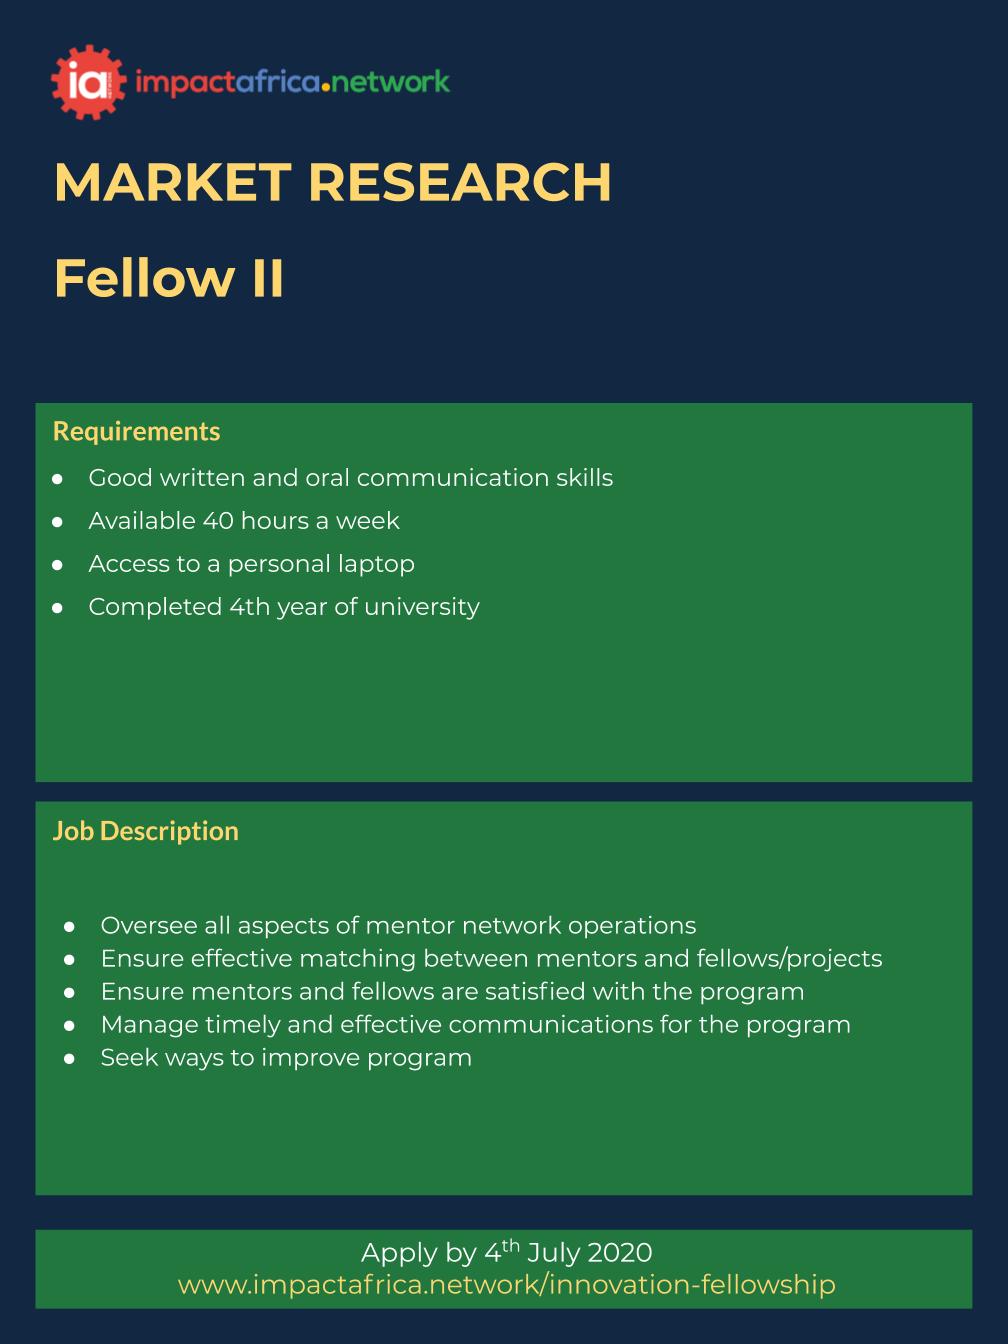 ia impactafrica.network
MARKET RESEARCH
Fellow II
Requirements
● Good written and oral communication skills
● Available 40 hours a week
● Access to a personal laptop
● Completed 4th year of university
Job Description
● Oversee all aspects of mentor network operations
● Ensure effective matching between mentors and fellows/projects
● Ensure mentors and fellows are satisfied with the program
● Manage timely and effective communications for the program
● Seek ways to improve program
Apply by 4th July 2020
www.impactafrica.network/innovation-fellowship